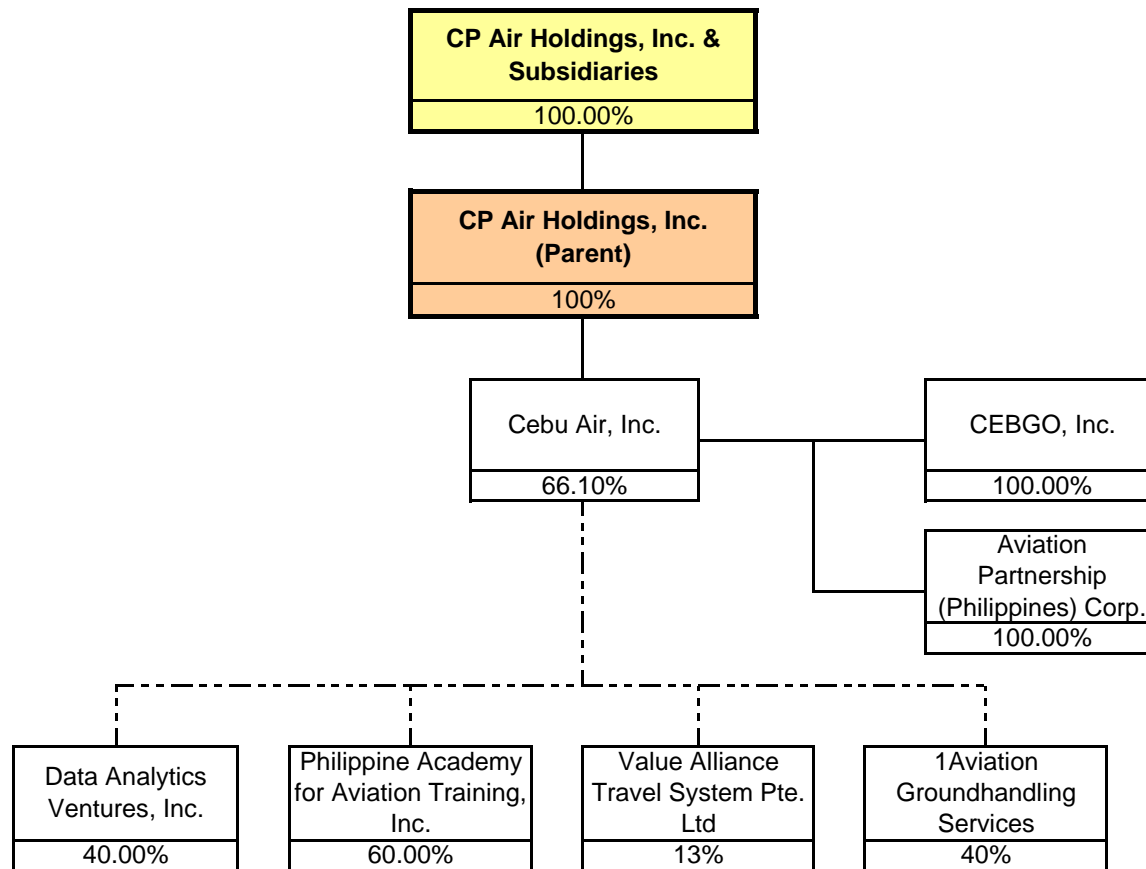 CP Air Holdings, Inc. &
Subsidiaries
100.00%
CP Air Holdings, Inc.
(Parent)
100%
Cebu Air, Inc.
66.10%
CEBGO, Inc.
100.00%
Aviation
Partnership
(Philippines) Corp.
100.00%
Data Analytics
Ventures, Inc.
40.00%
Philippine Academy
for Aviation Training,
Inc.
60.00%
Value Alliance
Travel System Pte.
Ltd
13%
1Aviation
Groundhandling
Services
40%